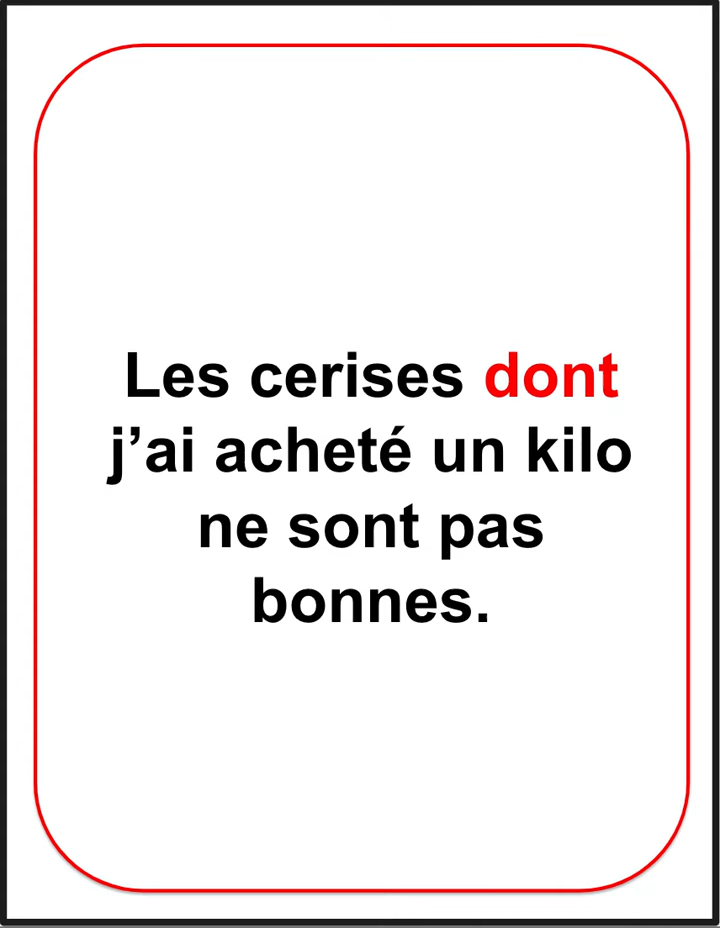 Les cerises dont
j’ai acheté un kilo
ne sont pas
bonnes.